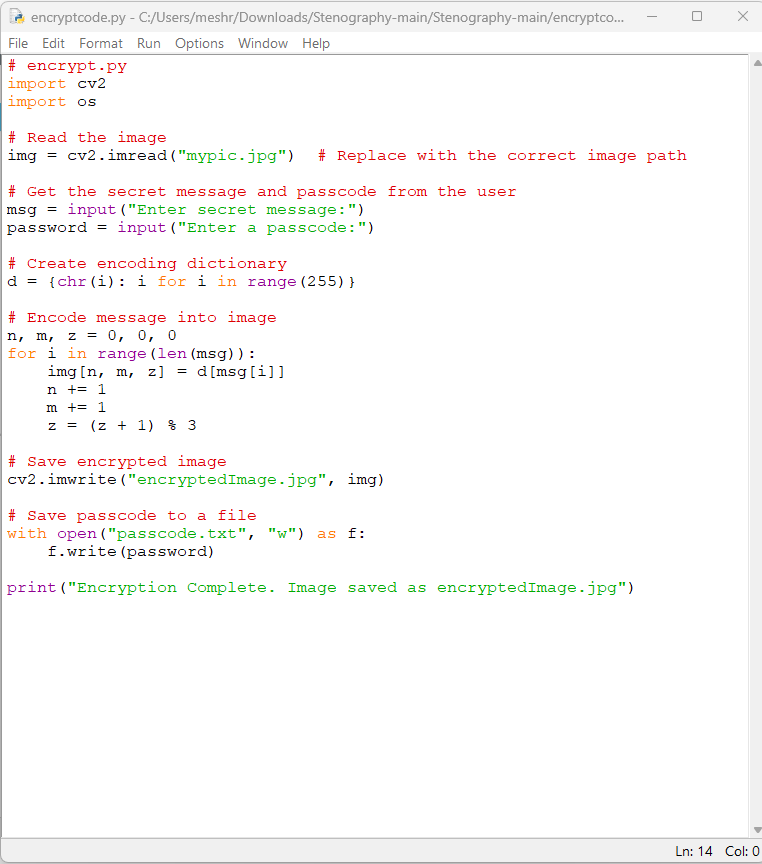 encryptcode.py - C:/Users/meshr/Downloads/Stenography-main/Stenography-main/encryptco...
File Edit Format Run Options Window Help
# encrypt.py
import cv2
import os

# Read the image
img = cv2.imread("mypic.jpg")  # Replace with the correct image path

# Get the secret message and passcode from the user
msg = input("Enter secret message:")
password = input("Enter a passcode:")

# Create encoding dictionary
d = {chr(i): i for i in range(255)}

# Encode message into image
n, m, z = 0, 0, 0
for i in range(len(msg)):
    img[n, m, z] = d[msg[i]]
    n += 1
    m += 1
    z = (z + 1) % 3

# Save encrypted image
cv2.imwrite("encryptedImage.jpg", img)

# Save passcode to a file
with open("passcode.txt", "w") as f:
    f.write(password)

print("Encryption Complete. Image saved as encryptedImage.jpg")
Ln: 14 Col: 0